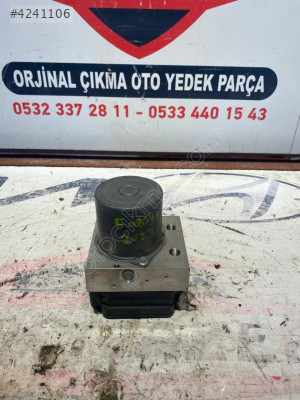 #4241106
ORJİNAL ÇIKMA OTO YEDEK PARÇA
0532 337 28 11 - 0533 440 15 43